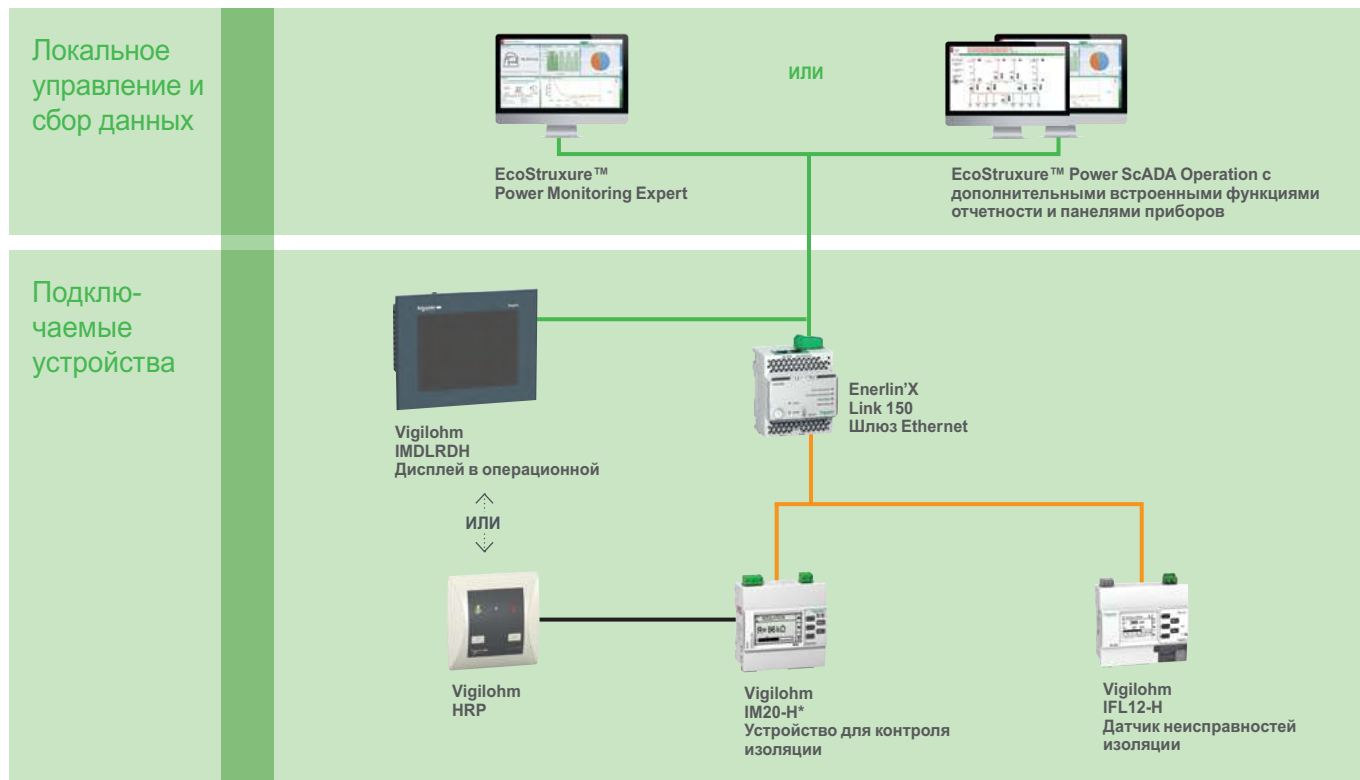 Локальное
управление и
сбор данных
ИЛИ
EcoStruxure™
Power Monitoring Expert
EcoStruxure™ Power ScADA Operation с
дополнительными встроенными функциями
отчетности и панелями приборов
Подклю-
чаемые
устройства
Enerlin’X
Link 150
Шлюз Ethernet
Vigilohm
IMDLRDH
Дисплей в операционной
ИЛИ
R=86kΩ
Vigilohm
HRP
Vigilohm
IM20-H*
Устройство для контроля
изоляции
Vigilohm
IFL12-H
Датчик неисправностей
изоляции